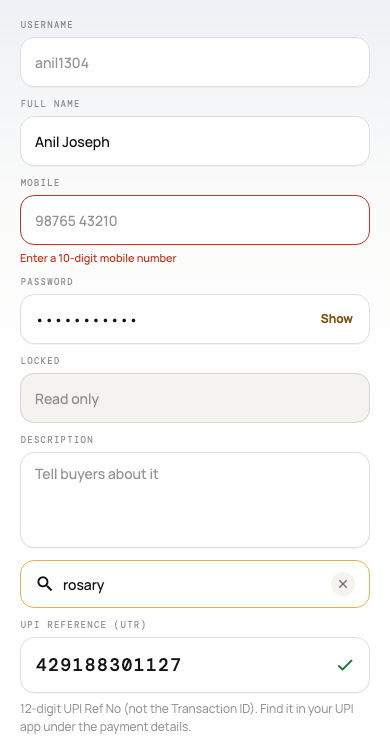 USERNAME
anil1304
FULL NAME
Anil Joseph
MOBILE
98765 43210
Enter a 10-digit mobile number
PASSWORD
•••••••••••
Show
LOCKED
Read only
DESCRIPTION
Tell buyers about it
rosary
UPI REFERENCE (UTR)
429188301127
12-digit UPI Ref No (not the Transaction ID). Find it in your UPI
app under the payment details.